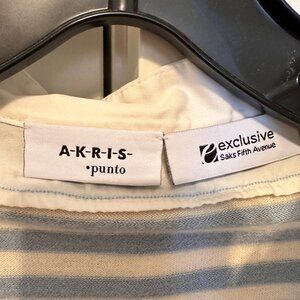 A-K-R-I-S-
•punto
exclusive
Saks Fifth Avenue